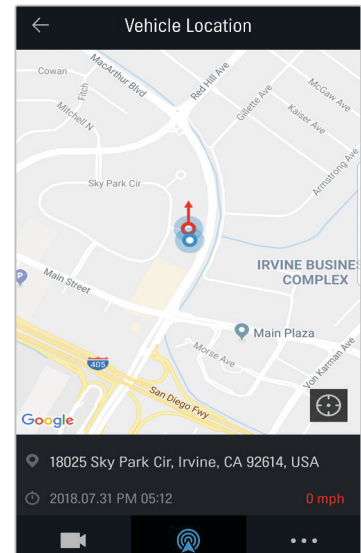 Vehicle Location
Cowan
MacArthur Blvd
Red Hill Ave
McGaw Ave
Fitch
Gillette Ave
Kaiser Ave
Mitchell N
Armstrong Ave
Sky Park Cir
IRVINE BUSINES
COMPLEX
P
Main Street
Main Plaza
Morse Ave
Von Karman Ave
405
San Diego Fwy
Google
18025 Sky Park Cir, Irvine, CA 92614, USA
2018.07.31 PM 05:12
0 mph